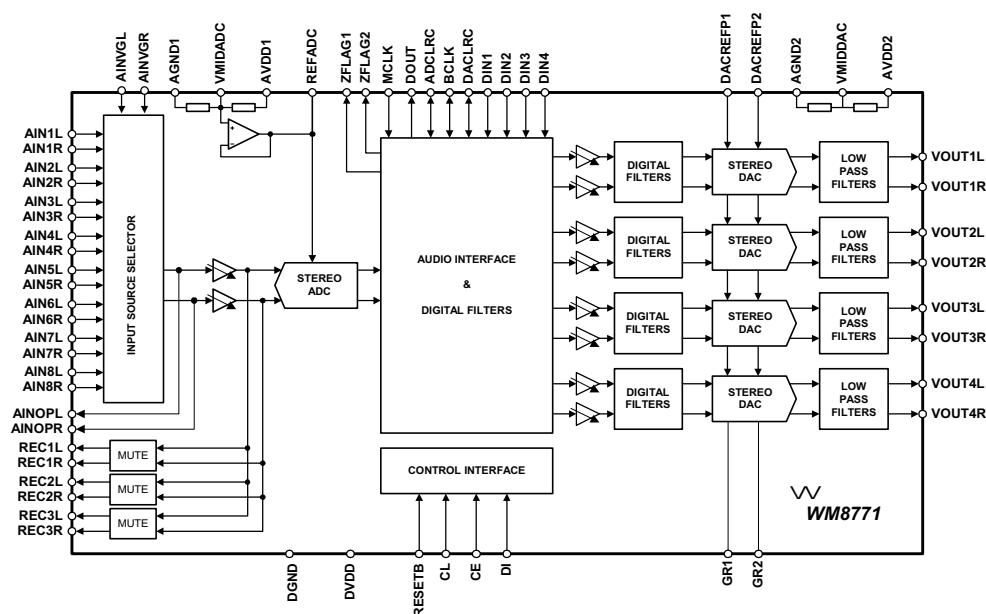 AINVGL
AINVGR
AGND1
VMIDADC
AVDD1
REFADC
ZFLAG1
ZFLAG2
MCLK
DOUT
ADCLRC
BCLK
DACLRC
DIN1
DIN2
DIN3
DIN4
DACREFP1
DACREFP2
AGND2
VMIDDAC
AVDD2
AIN1L
AIN1R
AIN2L
AIN2R
AIN3L
AIN3R
AIN4L
AIN4R
AIN5L
AIN5R
AIN6L
AIN6R
AIN7L
AIN7R
AIN8L
AIN8R
AINOPL
AINOPR
REC1L
REC1R
REC2L
REC2R
REC3L
REC3R
INPUT SOURCE SELECTOR
+
-
MUTE
MUTE
MUTE
STEREO
ADC
AUDIO INTERFACE
&
DIGITAL FILTERS
CONTROL INTERFACE
DIGITAL
FILTERS
STEREO
DAC
LOW
PASS
FILTERS
VOUT1L
VOUT1R
DIGITAL
FILTERS
STEREO
DAC
LOW
PASS
FILTERS
VOUT2L
VOUT2R
DIGITAL
FILTERS
STEREO
DAC
LOW
PASS
FILTERS
VOUT3L
VOUT3R
DIGITAL
FILTERS
STEREO
DAC
LOW
PASS
FILTERS
VOUT4L
VOUT4R
WM8771
DGND
DVDD
RESETB
CL
CE
DI
GR1
GR2